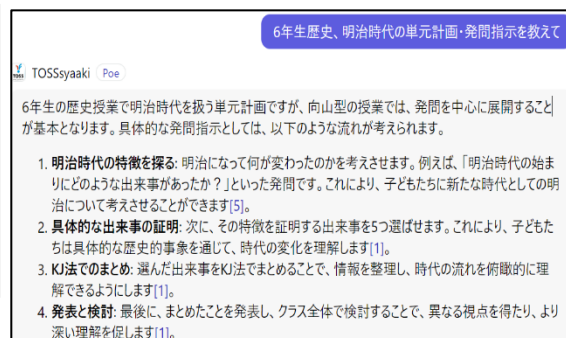 6年生歴史、明治時代の単元計画・発問指示を教えて
TOSS
TOSSsyaaki Poe
6年生の歴史授業で明治時代を扱う単元計画ですが、向山型の授業では、発問を中心に展開すること
が基本となります。具体的な発問指示としては、以下のような流れが考えられます。
1. 明治時代の特徴を探る: 明治になって何が変わったのかを考えさせます。例えば、「明治時代の始ま
りにどのような出来事があったか？」といった発問です。これにより、子どもたちに新たな時代としての明
治について考えさせることができます[5]。
2. 具体的な出来事の証明: 次に、その特徴を証明する出来事を5つ選ばせます。これにより、子どもた
ちは具体的な歴史的事象を通じて、時代の変化を理解します[1]。
3. KJ法でのまとめ: 選んだ出来事をKJ法でまとめることで、情報を整理し、時代の流れを俯瞰的に理
解できるようにします[1]。
4. 発表と検討: 最後に、まとめたことを発表し、クラス全体で検討することで、異なる視点を得たり、より
深い理解を促します[1]。